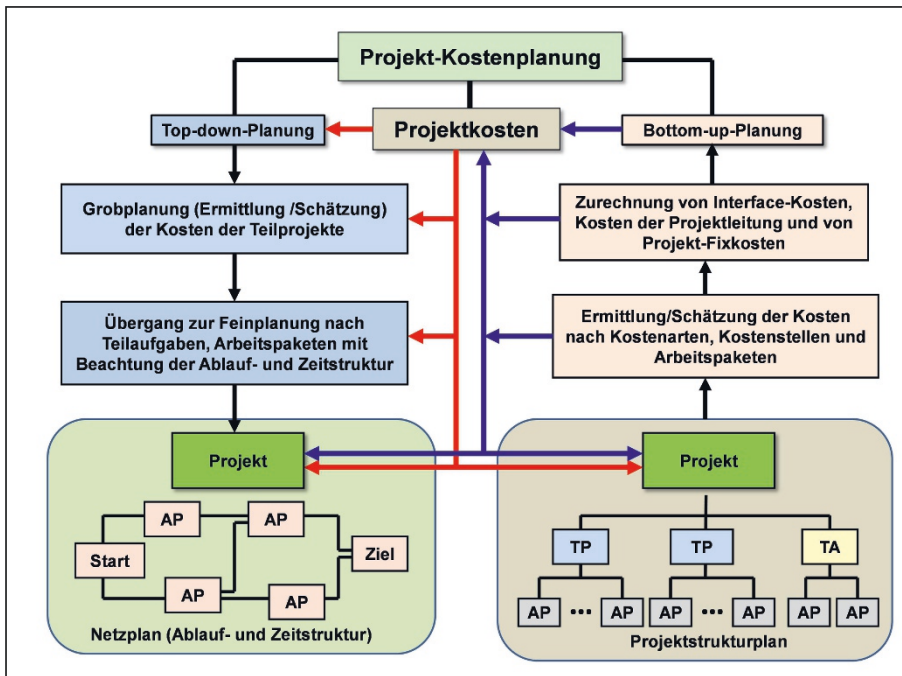 Projekt-Kostenplanung
Top-down-Planung
Projektkosten
Bottom-up-Planung
Grobplanung (Ermittlung /Schätzung)
der Kosten der Teilprojekte
Zurechnung von Interface-Kosten,
Kosten der Projektleitung und von
Projekt-Fixkosten
Übergang zur Feinplanung nach
Teilaufgaben, Arbeitspaketen mit
Beachtung der Ablauf- und Zeitstruktur
Ermittlung/Schätzung der Kosten
nach Kostenarten, Kostenstellen und
Arbeitspaketen
Projekt
AP
AP
Start
Ziel
AP
AP
Netzplan (Ablauf- und Zeitstruktur)
Projekt
TP
TP
TA
AP ••• AP
AP ••• AP
AP AP
Projektstrukturplan